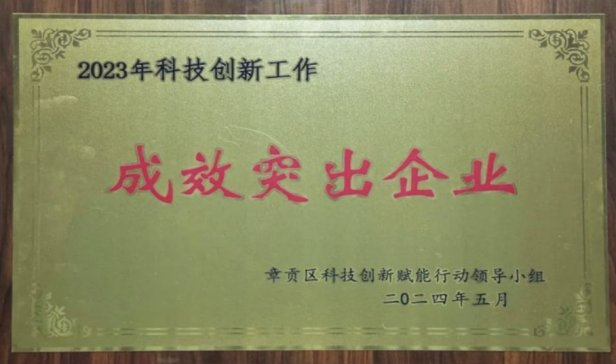 2023年科技创新工作
成效突出企业
章贡区科技创新赋能行动领导小组
二〇二四年五月